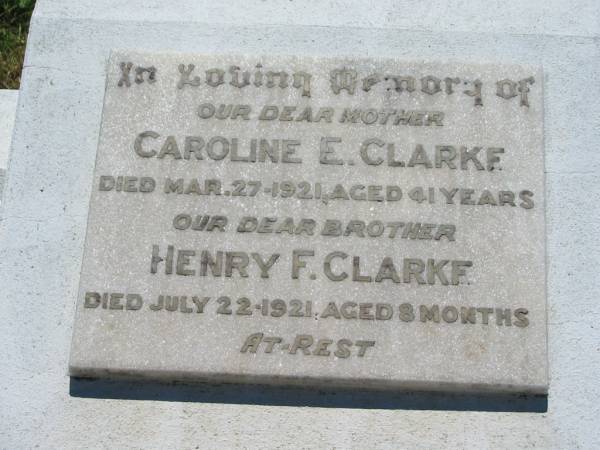 In Loving Memory of
OUR DEAR MOTHER
CAROLINE E. CLARKE
DIED MAR. 27-1921, AGED 41 YEARS
OUR DEAR BROTHER
HENRY F. CLARKE
DIED JULY 22-1921, AGED 8 MONTHS
AT-REST